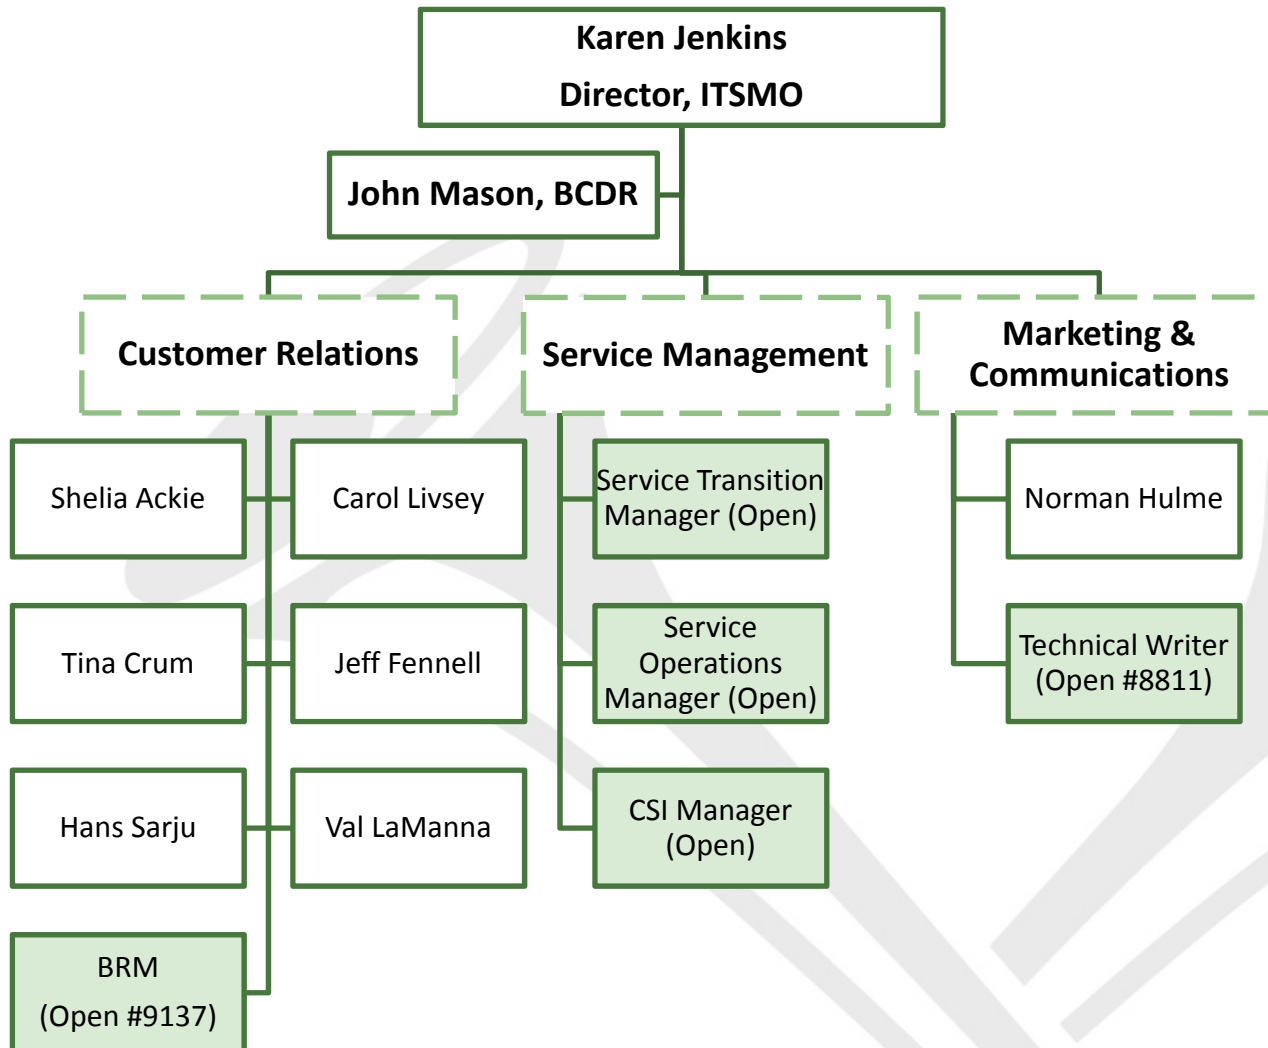 Karen Jenkins
Director, ITSMO
John Mason, BCDR
Customer Relations
Service Management
Marketing &
Communications
Shelia Ackie
Carol Livsey
Service Transition
Manager (Open)
Norman Hulme
Tina Crum
Jeff Fennell
Service
Operations
Manager (Open)
Technical Writer
(Open #8811)
Hans Sarju
Val LaManna
CSI Manager
(Open)
BRM
(Open #9137)